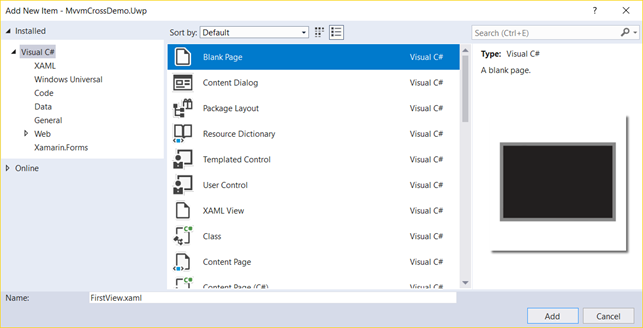 Add New Item - MvvmCrossDemo.Uwp
? ×
Installed
Sort by: Default
Search (Ctrl+E)
Visual C#
XAML
Windows Universal
Code
Data
General
Web
Xamarin.Forms
Online
Blank Page Visual C#
Content Dialog Visual C#
Package Layout Visual C#
Resource Dictionary Visual C#
Templated Control Visual C#
User Control Visual C#
XAML View Visual C#
Class Visual C#
Content Page Visual C#
Content Page (C#) Visual C#
Type: Visual C#
A blank page.
Name: FirstView.xaml
Add Cancel